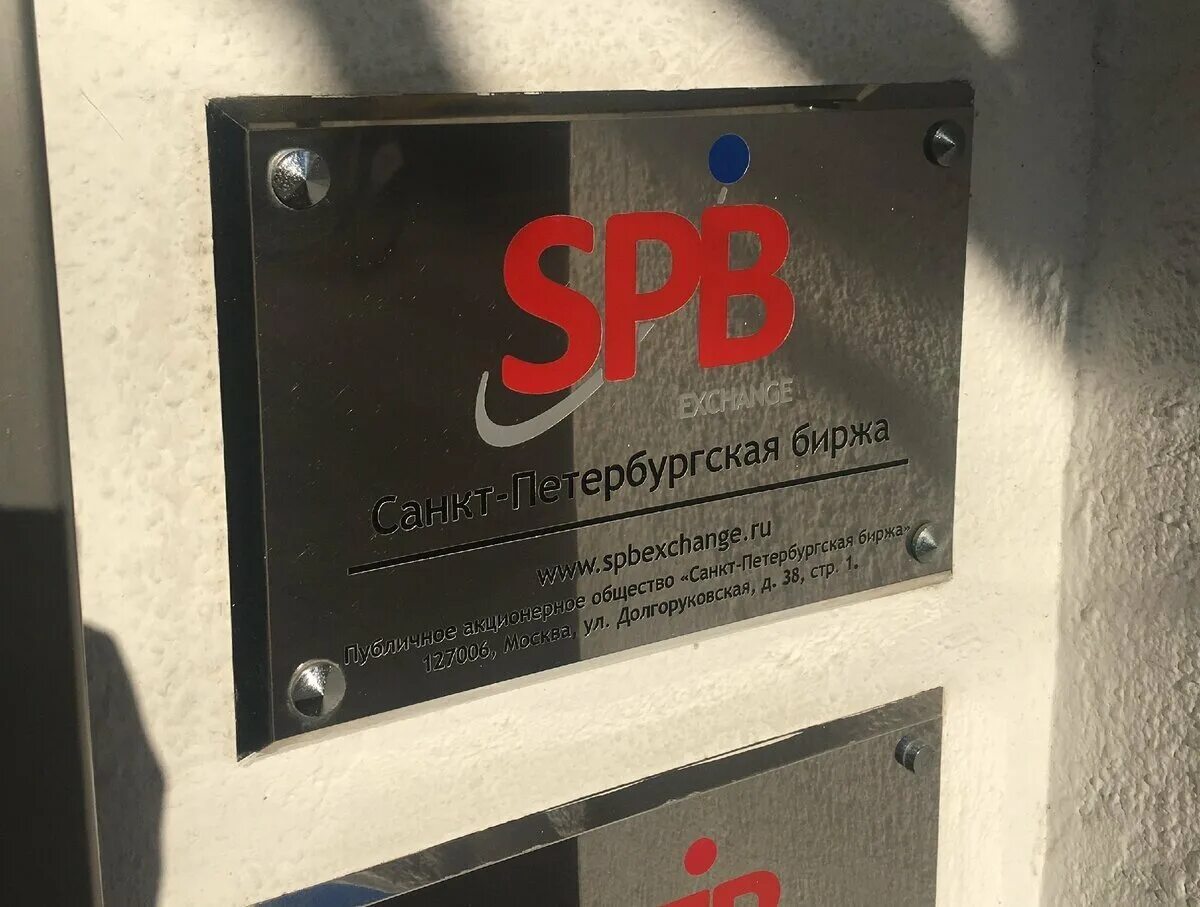 SPB
EXCHANGE
Санкт-Петербургская биржа
www.spbexchange.ru
Публичное акционерное общество «Санкт-Петербургская биржа»
127006, Москва, ул. Долгоруковская, д. 38, стр. 1.